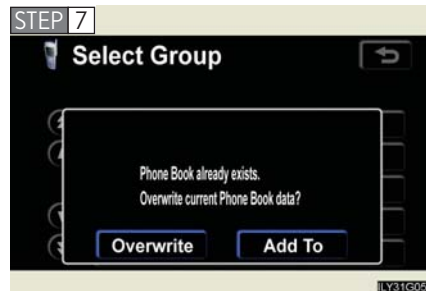 STEP 7
Select Group
Phone Book already exists.
Overwrite current Phone Book data?
Overwrite
Add To
ILY31G05